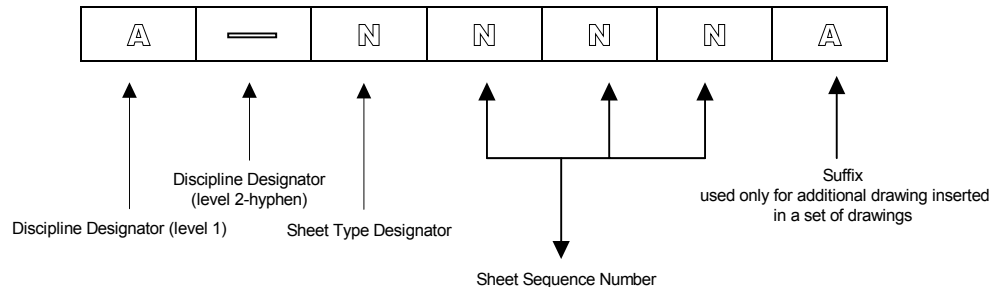 A — N N N N A
Discipline Designator
(level 2-hyphen)
Suffix
used only for additional drawing inserted
in a set of drawings
Discipline Designator (level 1)
Sheet Type Designator
Sheet Sequence Number